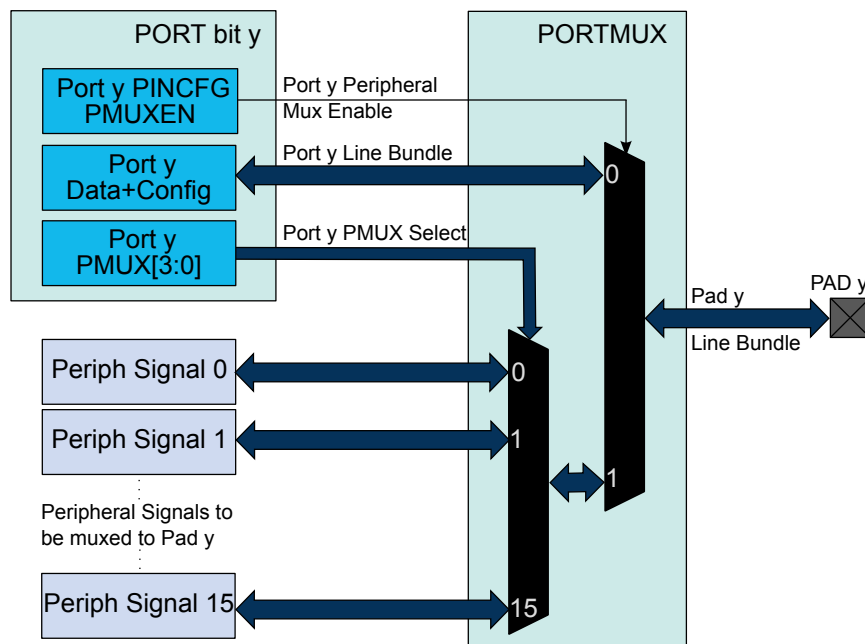 PORT bit y
PORTMUX
Port y PINCFG
PMUXEN
Port y Peripheral
Mux Enable
Port y
Data+Config
Port y Line Bundle
0
Port y
PMUX[3:0]
Port y PMUX Select
Pad y
Line Bundle
PAD y
Periph Signal 0
0
Periph Signal 1
1
1
Peripheral Signals to
be muxed to Pad y
Periph Signal 15
15